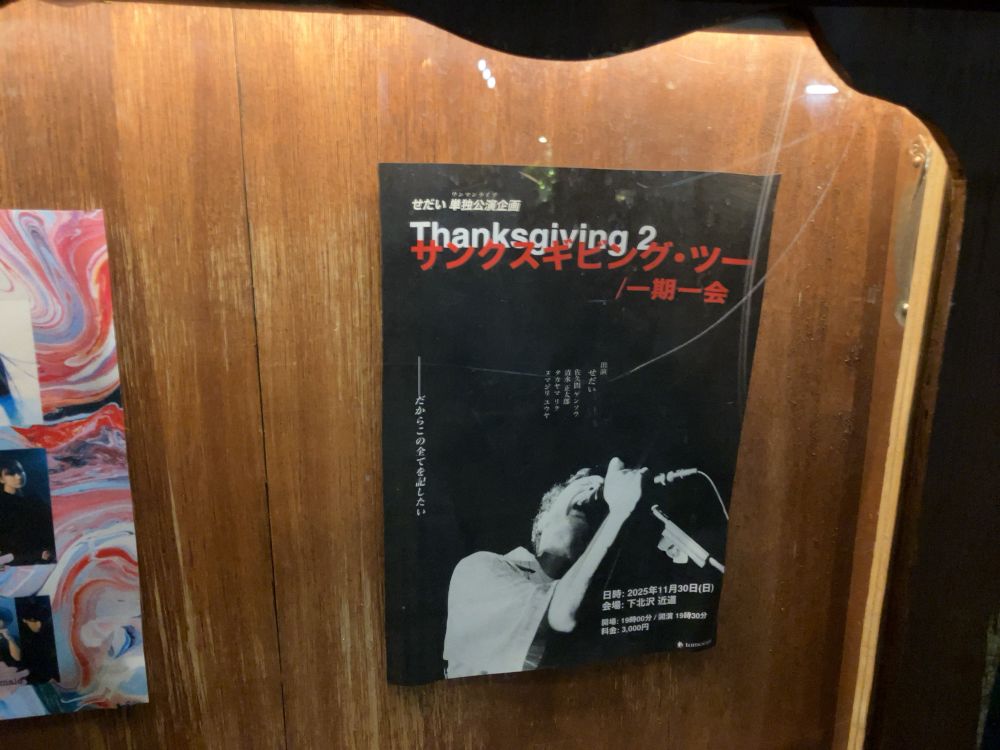 ワンマンライブ
せだい 単独公演企画
Thanksgiving 2
サンクスギビング・ツー
/一期一会
出演
せだい
佐久間 ゲンソウ
清水 正太郎
タカヤマ リク
ヌマジリ ユウヤ
――だからこの全てを記したい
日時: 2025年11月30日(日)
会場: 下北沢 近道
開場: 19時00分 / 開演 19時30分
料金: 3,000円